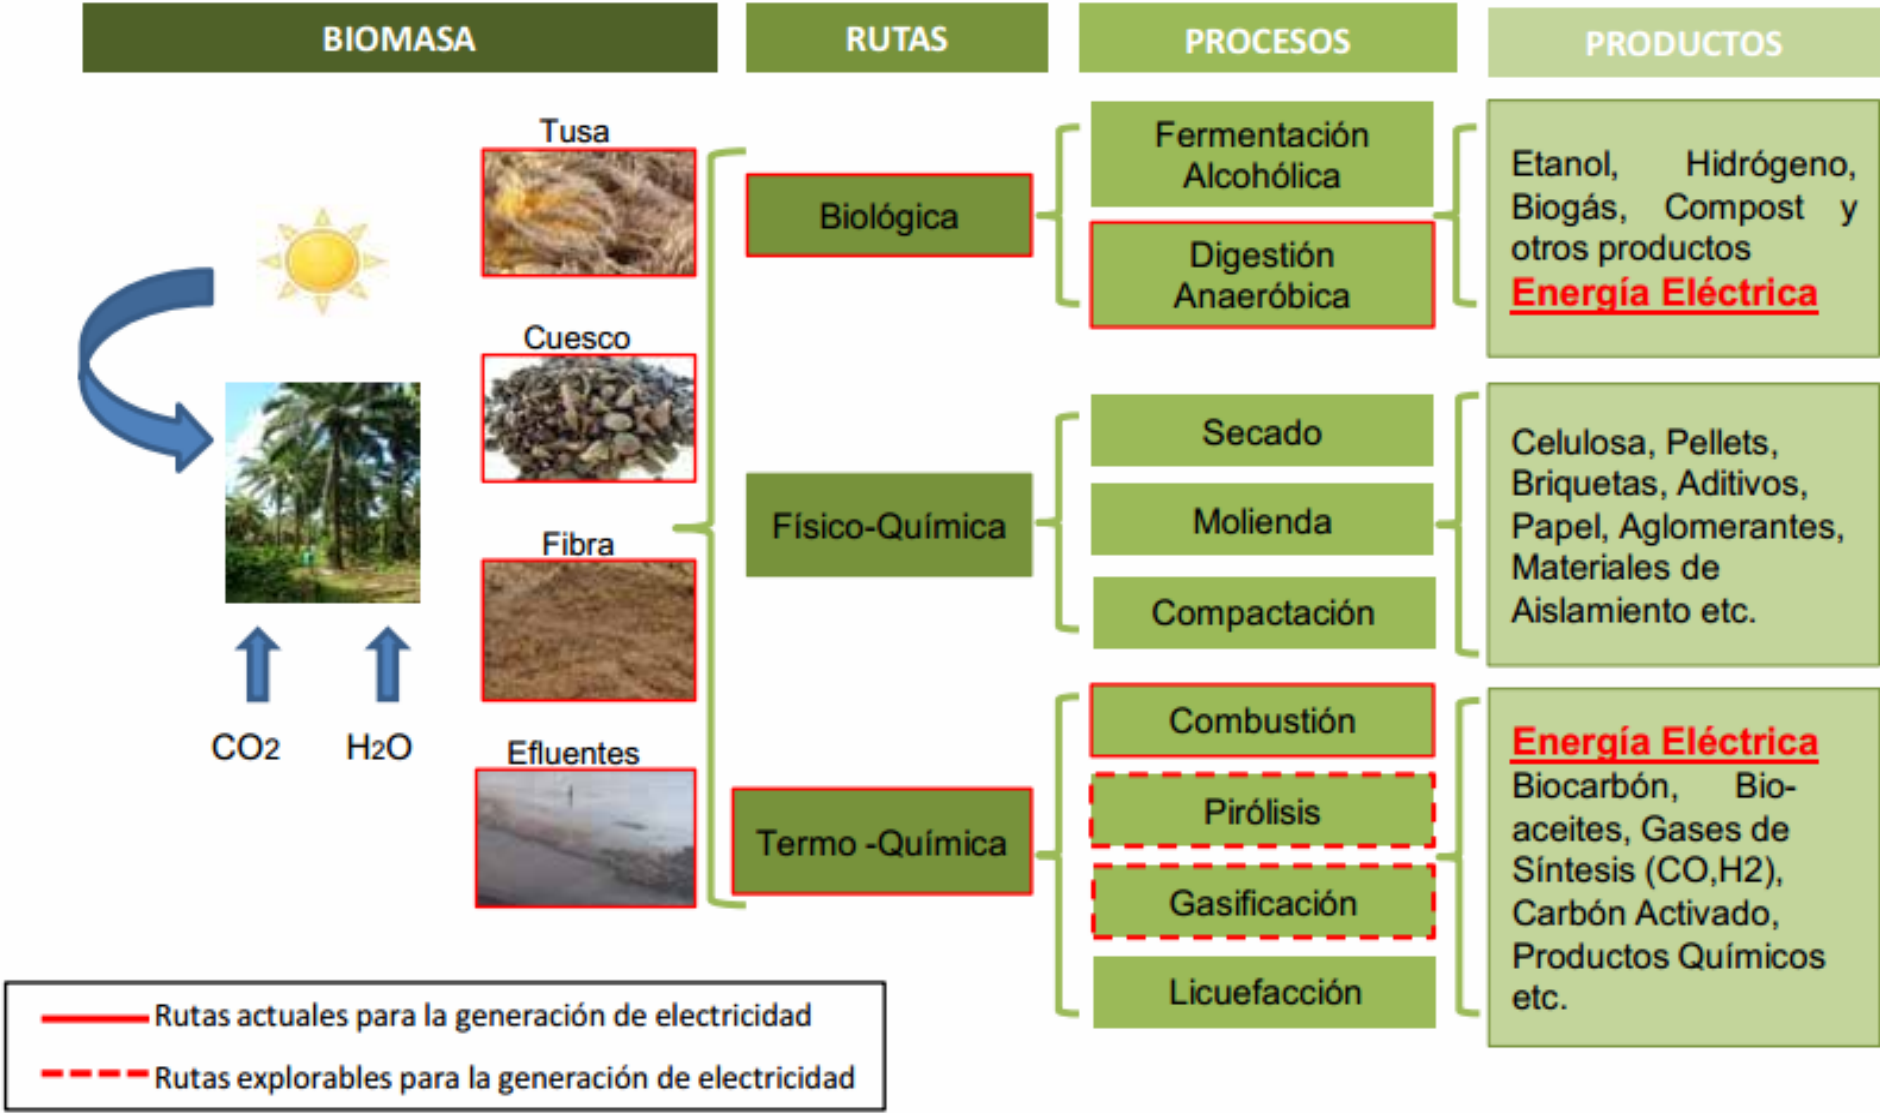 BIOMASA
RUTAS
PROCESOS
PRODUCTOS
Tusa
Cuesco
Fibra
Efluentes
CO2
H2O
Biológica
Físico-Química
Termo -Química
Fermentación
Alcohólica
Digestión
Anaeróbica
Secado
Molienda
Compactación
Combustión
Pirólisis
Gasificación
Licuefacción
Etanol, Hidrógeno,
Biogás, Compost y
otros productos
Energía Eléctrica
Celulosa, Pellets,
Briquetas, Aditivos,
Papel, Aglomerantes,
Materiales de
Aislamiento etc.
Energía Eléctrica
Biocarbón, Bio-
aceites, Gases de
Síntesis (CO,H2),
Carbón Activado,
Productos Químicos
etc.
Rutas actuales para la generación de electricidad
Rutas explorables para la generación de electricidad